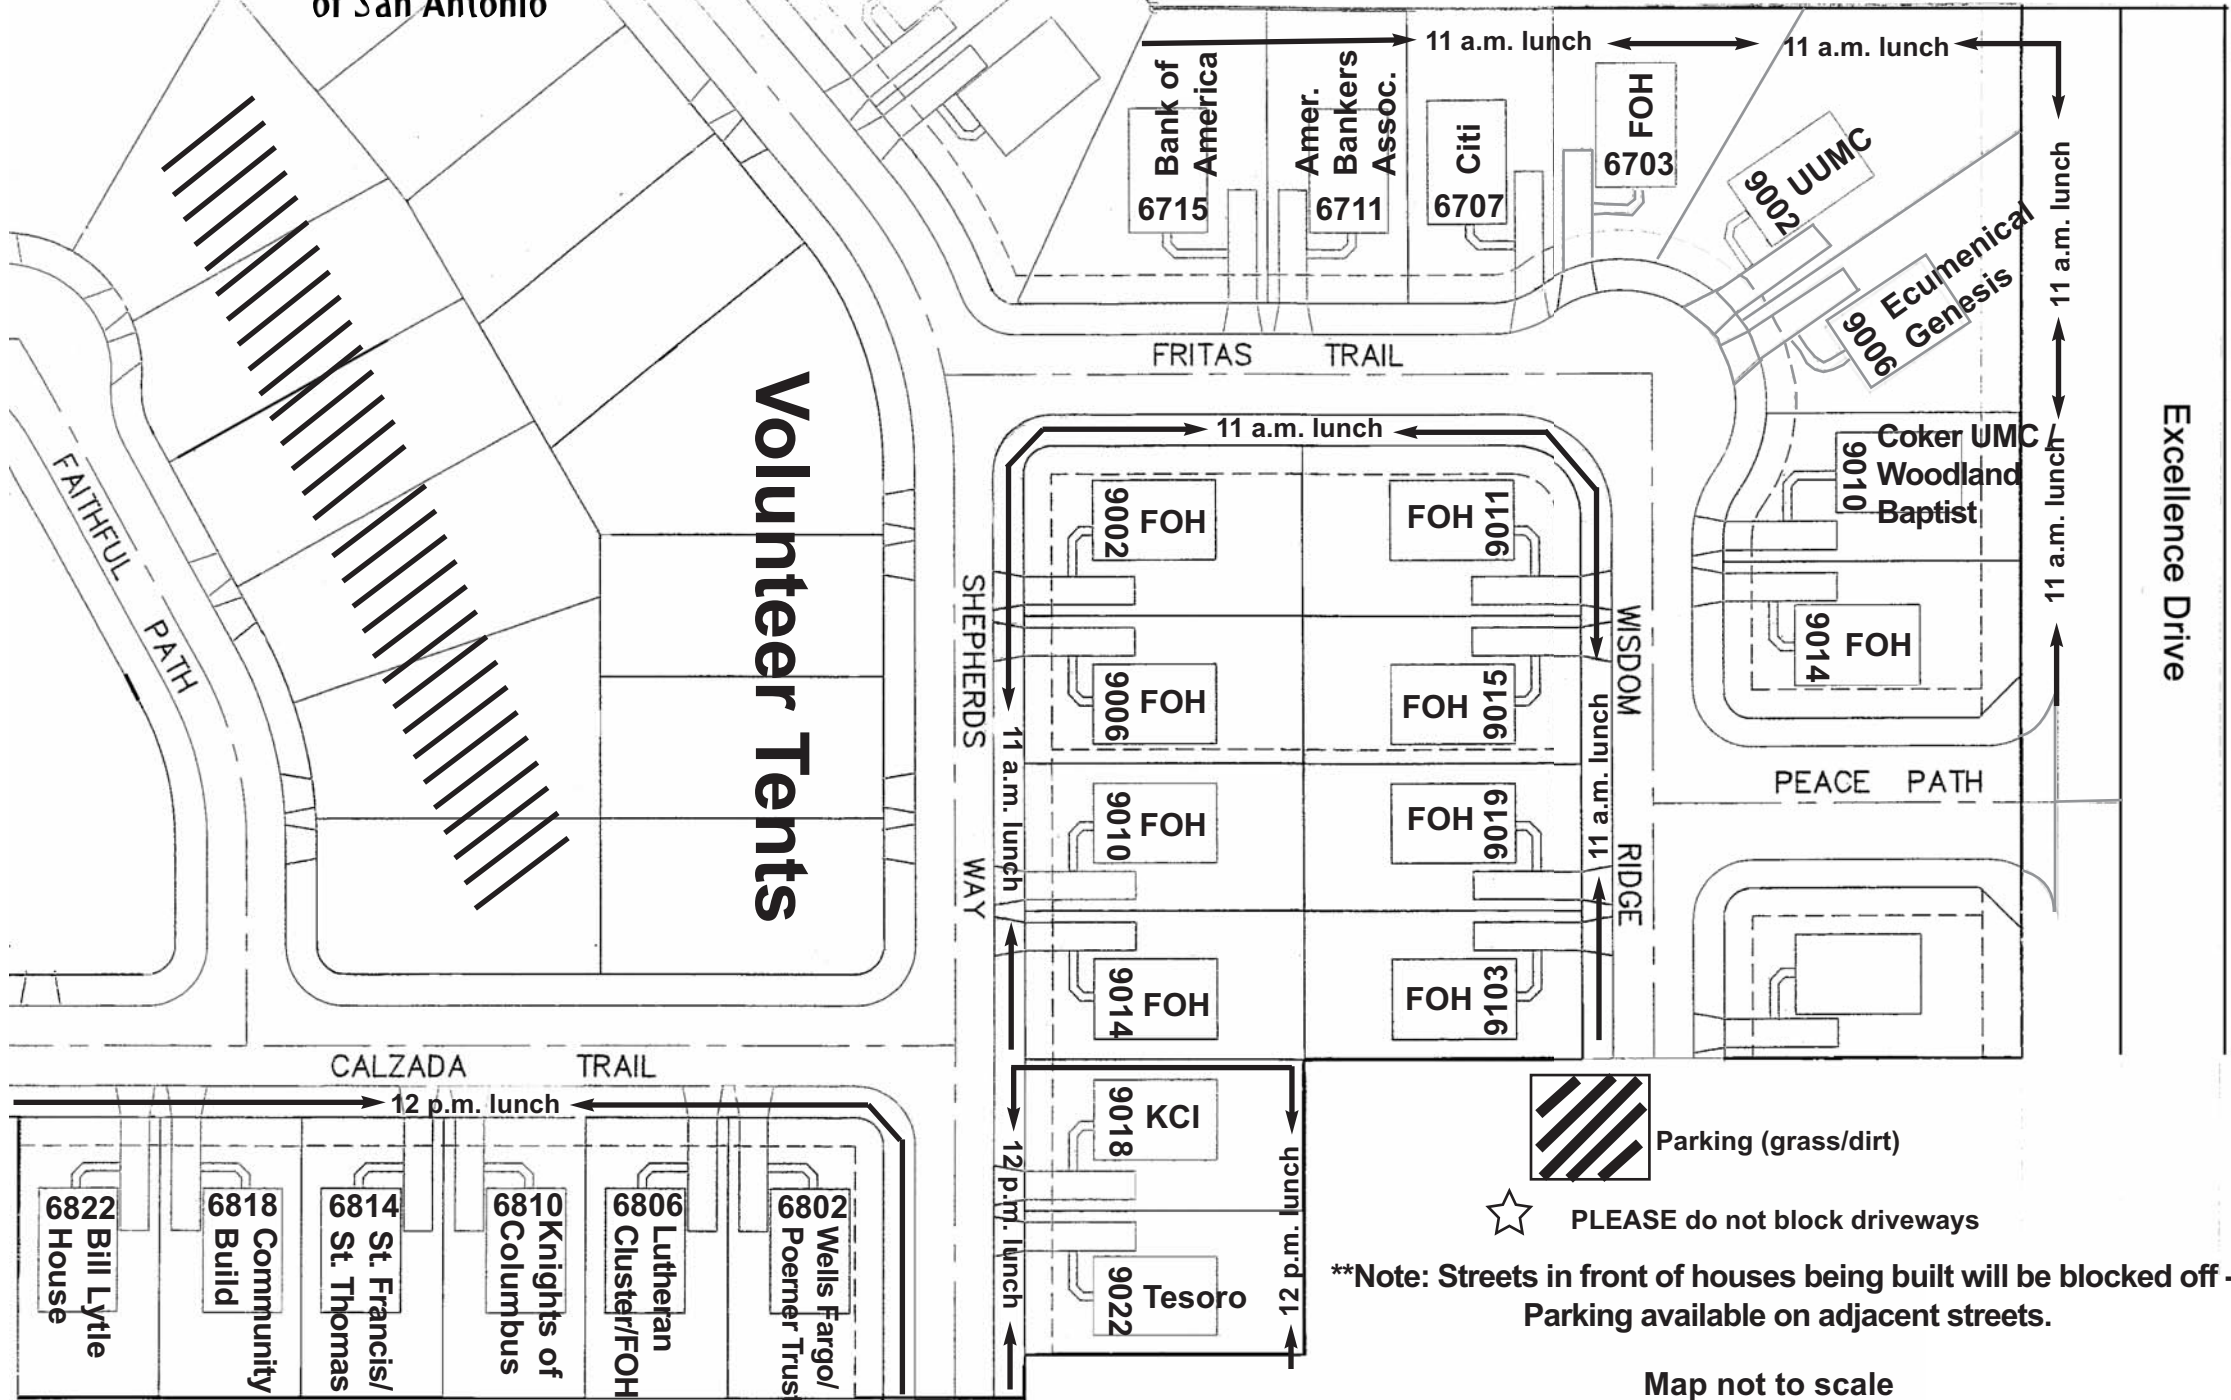 of San Antonio
11 a.m. lunch
11 a.m. lunch
11 a.m. lunch
11 a.m. lunch
Bank of
America
6715
Amer.
Bankers
Assoc.
6711
Citi
6707
FOH
6703
UUMC
9002
Ecumenical
Genesis
9006
Coker UMC /
Woodland
Baptist
9010
FOH
9014
Excellence Drive
FRITAS TRAIL
11 a.m. lunch
Volunteer Tents
FAITHFUL PATH
SHEPHERDS WAY
11 a.m. lunch
9002 FOH
9006 FOH
9010 FOH
9014 FOH
FOH 9011
FOH 9015
FOH 9019
FOH 9103
11 a.m. lunch
WISDOM RIDGE
PEACE PATH
CALZADA TRAIL
12 p.m. lunch
6822
Bill Lytle
House
6818
Community
Build
6814
St. Francis/
St. Thomas
6810
Knights of
Columbus
6806
Lutheran
Cluster/FOH
6802
Wells Fargo/
Poerner Trust
12 p.m. lunch
9018 KCI
9022 Tesoro
12 p.m. lunch
Parking (grass/dirt)
PLEASE do not block driveways
**Note: Streets in front of houses being built will be blocked off -
Parking available on adjacent streets.
Map not to scale